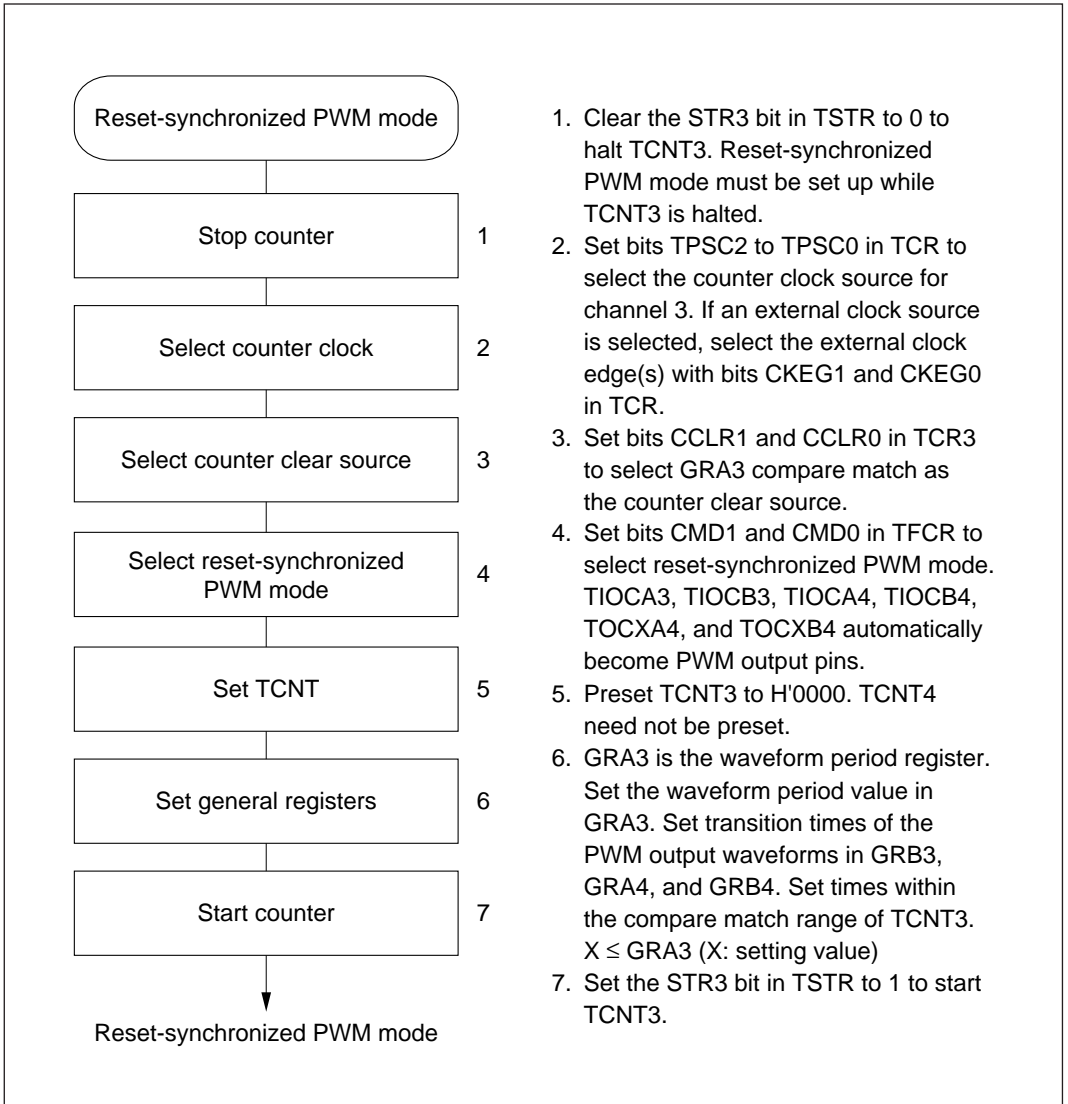 Reset-synchronized PWM mode
Stop counter
1
Select counter clock
2
Select counter clear source
3
Select reset-synchronized
PWM mode
4
Set TCNT
5
Set general registers
6
Start counter
7
Reset-synchronized PWM mode
1. Clear the STR3 bit in TSTR to 0 to
halt TCNT3. Reset-synchronized
PWM mode must be set up while
TCNT3 is halted.
2. Set bits TPSC2 to TPSC0 in TCR to
select the counter clock source for
channel 3. If an external clock source
is selected, select the external clock
edge(s) with bits CKEG1 and CKEG0
in TCR.
3. Set bits CCLR1 and CCLR0 in TCR3
to select GRA3 compare match as
the counter clear source.
4. Set bits CMD1 and CMD0 in TFCR to
select reset-synchronized PWM mode.
TIOCA3, TIOCB3, TIOCA4, TIOCB4,
TOCXA4, and TOCXB4 automatically
become PWM output pins.
5. Preset TCNT3 to H'0000. TCNT4
need not be preset.
6. GRA3 is the waveform period register.
Set the waveform period value in
GRA3. Set transition times of the
PWM output waveforms in GRB3,
GRA4, and GRB4. Set times within
the compare match range of TCNT3.
X ≤ GRA3 (X: setting value)
7. Set the STR3 bit in TSTR to 1 to start
TCNT3.